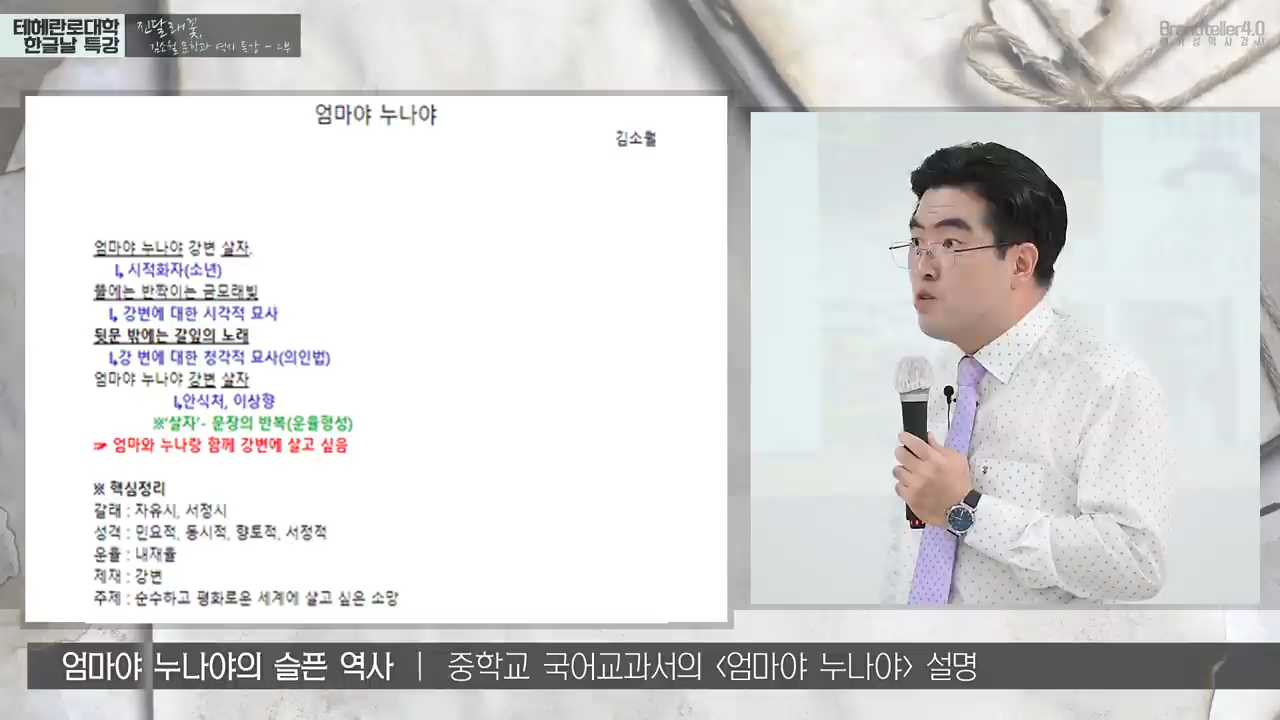 테헤란로대학
한글날 특강
진달래꽃,
김소월 문학과 역사 특강 - 2부
Brandteller4.0
엄마야 누나야
김소월
엄마야 누나야 강변 살자.
↳ 시적화자(소년)
뜰에는 반짝이는 금모래빛
↳ 강변에 대한 시각적 묘사
뒷문 밖에는 갈잎의 노래
↳강 변에 대한 청각적 묘사(의인법)
엄마야 누나야 강변 살자
↳안식처, 이상향
※'살자'- 문장의 반복(운율형성)
☞ 엄마와 누나랑 함께 강변에 살고 싶음
※ 핵심정리
갈래 : 자유시, 서정시
성격 : 민요적, 동시적, 향토적, 서정적
운율 : 내재율
제재 : 강변
주제 : 순수하고 평화로운 세계에 살고 싶은 소망
엄마야 누나야의 슬픈 역사 | 중학교 국어교과서의 <엄마야 누나야> 설명